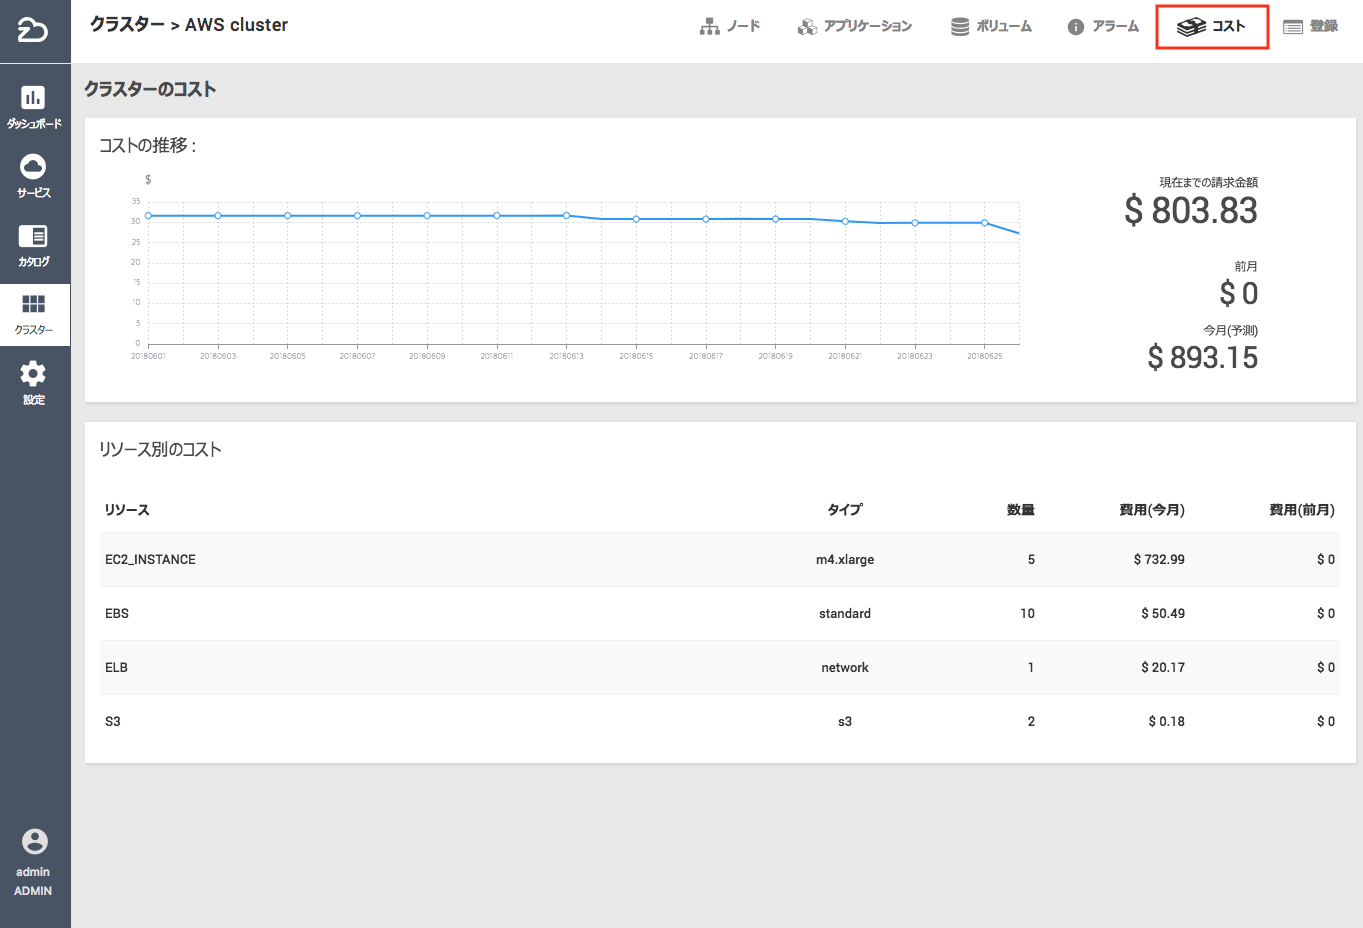 クラスター > AWS cluster
ノード
アプリケーション
ボリューム
アラーム
コスト
登録
ダッシュボード
サービス
カタログ
クラスター
設定
admin
ADMIN
クラスターのコスト
コストの推移 :
$
35
30
25
20
15
10
5
0
20180601 20180603 20180605 20180607 20180609 20180611 20180613 20180615 20180617 20180619 20180621 20180623 20180625
現在までの請求金額
$ 803.83
前月
$ 0
今月(予測)
$ 893.15
リソース別のコスト
リソース タイプ 数量 費用(今月) 費用(前月)
EC2_INSTANCE m4.xlarge 5 $ 732.99 $ 0
EBS standard 10 $ 50.49 $ 0
ELB network 1 $ 20.17 $ 0
S3 s3 2 $ 0.18 $ 0